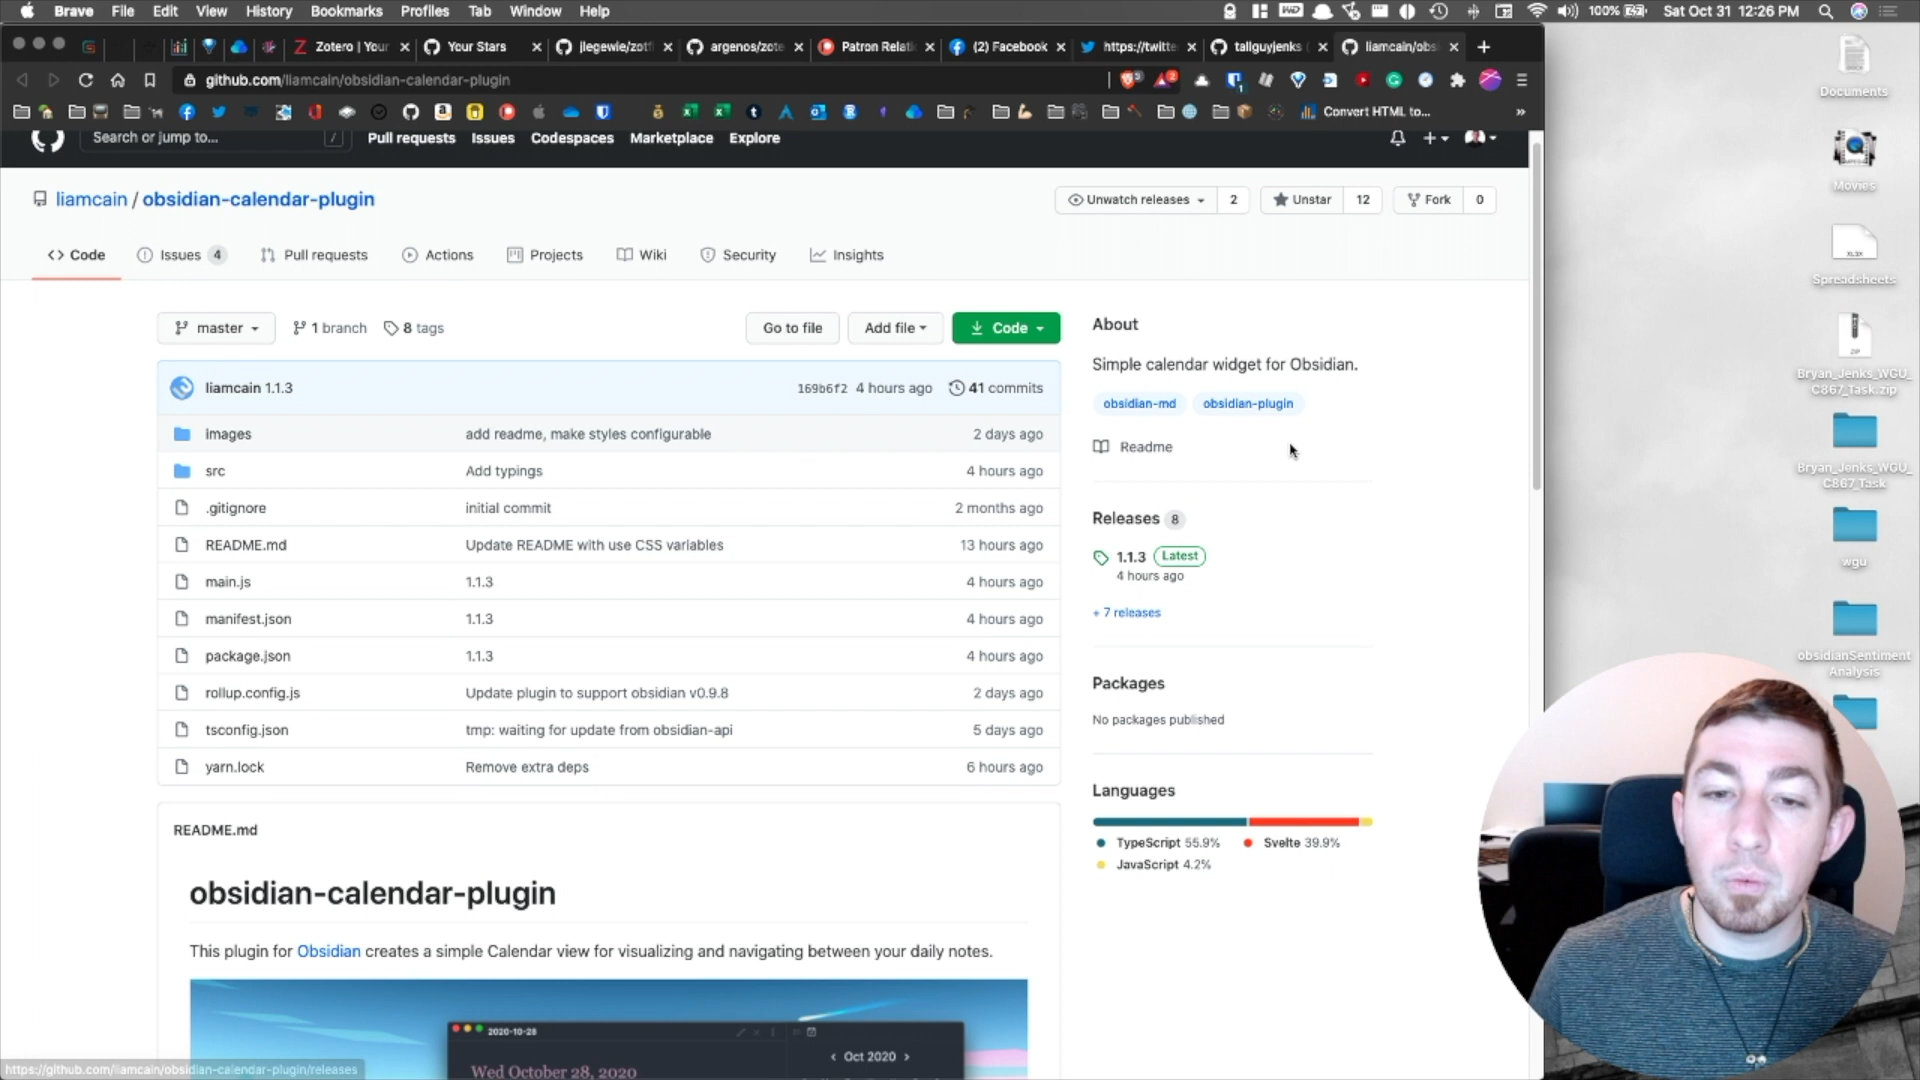 Brave File Edit View History Bookmarks Profiles Tab Window Help
100% Sat Oct 31 12:26 PM
Zotero | Your
Your Stars
jlegewie/zotf
argenos/zote
Patron Relati
(2) Facebook
https://twitte
tallguyjenks
liamcain/obs
github.com/liamcain/obsidian-calendar-plugin
Convert HTML to...
Search or jump to... /
Pull requests Issues Codespaces Marketplace Explore
liamcain / obsidian-calendar-plugin
Unwatch releases 2 Unstar 12 Fork 0
Code Issues 4 Pull requests Actions Projects Wiki Security Insights
master 1 branch 8 tags Go to file Add file Code
liamcain 1.1.3 169b6f2 4 hours ago 41 commits
images add readme, make styles configurable 2 days ago
src Add typings 4 hours ago
.gitignore initial commit 2 months ago
README.md Update README with use CSS variables 13 hours ago
main.js 1.1.3 4 hours ago
manifest.json 1.1.3 4 hours ago
package.json 1.1.3 4 hours ago
rollup.config.js Update plugin to support obsidian v0.9.8 2 days ago
tsconfig.json tmp: waiting for update from obsidian-api 5 days ago
yarn.lock Remove extra deps 6 hours ago
README.md
obsidian-calendar-plugin
This plugin for Obsidian creates a simple Calendar view for visualizing and navigating between your daily notes.
2020-10-28
Wed October 28, 2020
< Oct 2020 >
https://github.com/liamcain/obsidian-calendar-plugin/releases
About
Simple calendar widget for Obsidian.
obsidian-md obsidian-plugin
Readme
Releases 8
1.1.3 Latest
4 hours ago
+ 7 releases
Packages
No packages published
Languages
TypeScript 55.9% Svelte 39.9%
JavaScript 4.2%
Documents
Movies
Spreadsheets
Bryan_Jenks_WGU_
C867_Task.zip
Bryan_Jenks_WGU_
C867_Task
wgu
obsidianSentiment
Analysis